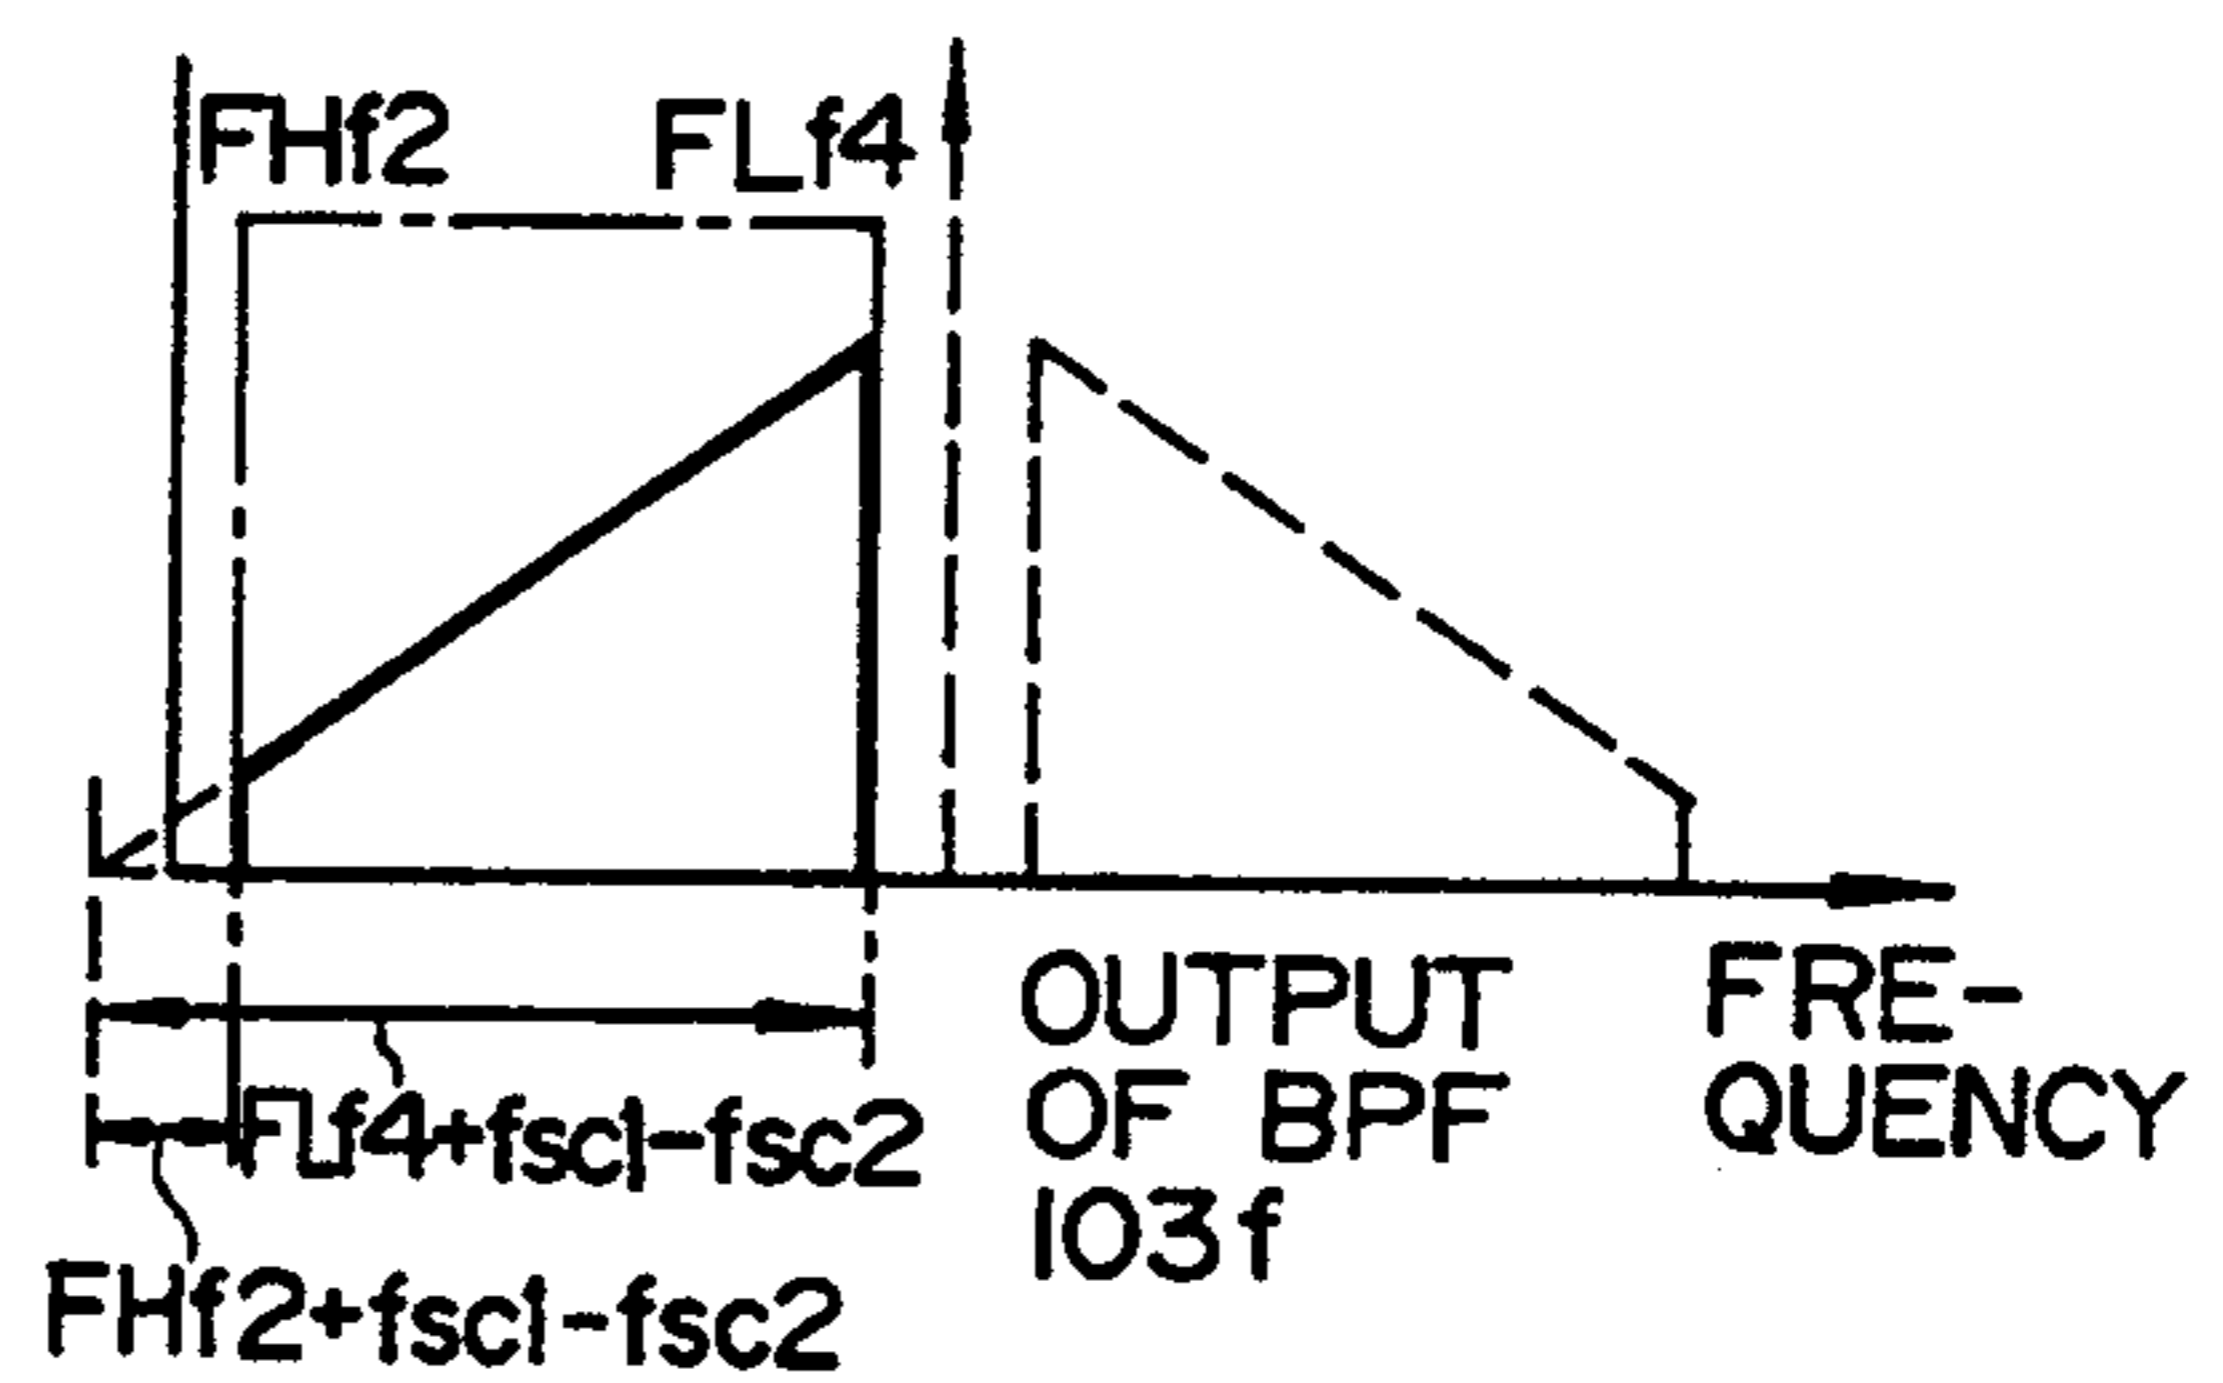 FHf2 FLf4
OUTPUT
OF BPF
103f
FRE-
QUENCY
FLf4+fsc1-fsc2
FHf2+fsc1-fsc2